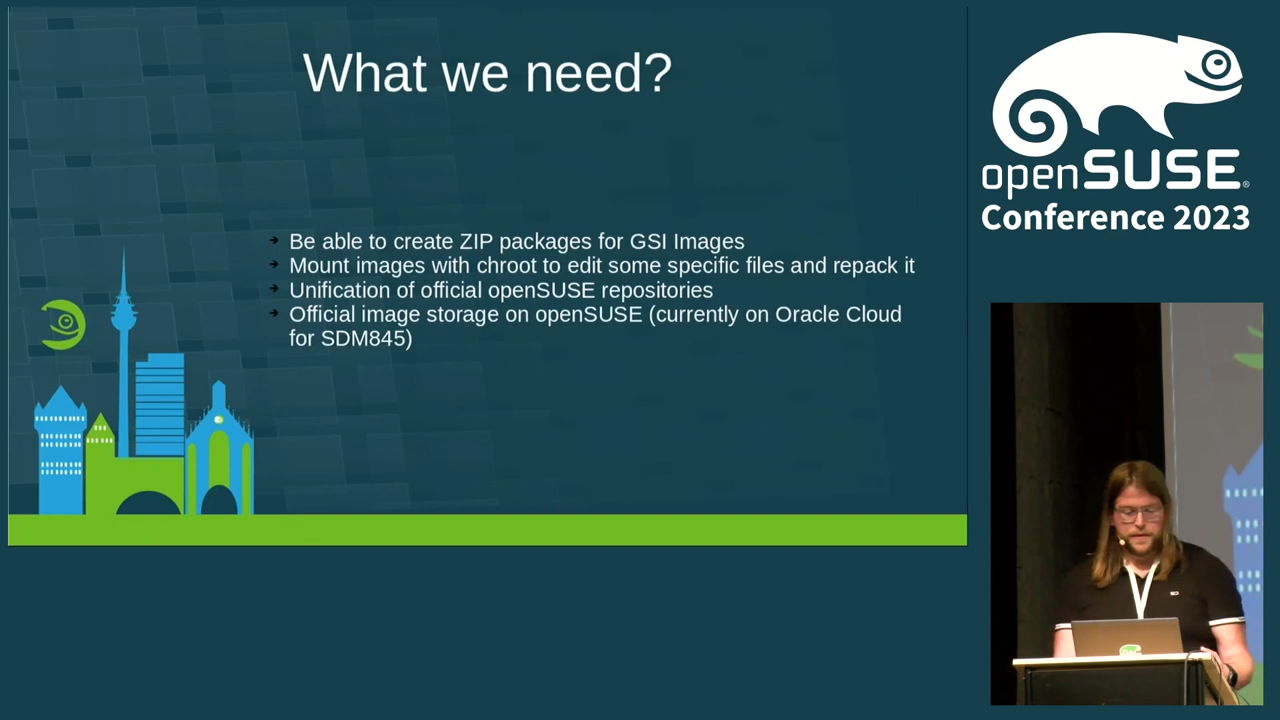 What we need?
Be able to create ZIP packages for GSI Images
Mount images with chroot to edit some specific files and repack it
Unification of official openSUSE repositories
Official image storage on openSUSE (currently on Oracle Cloud
for SDM845)
openSUSE®
Conference 2023